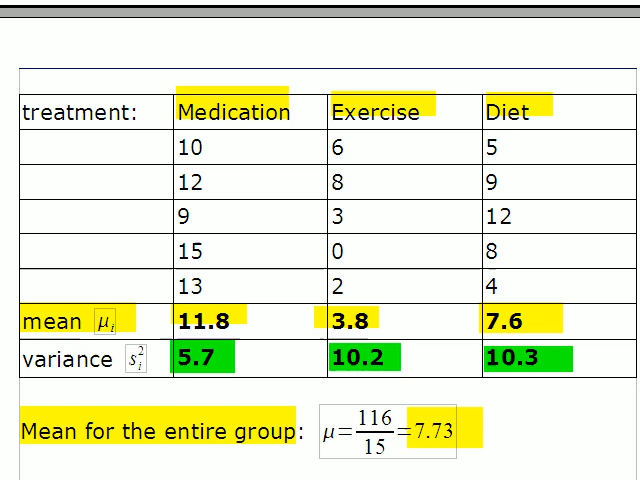 treatment: Medication Exercise Diet
10 6 5
12 8 9
9 3 12
15 0 8
13 2 4
mean μᵢ 11.8 3.8 7.6
variance sᵢ² 5.7 10.2 10.3
Mean for the entire group: μ=116/15=7.73